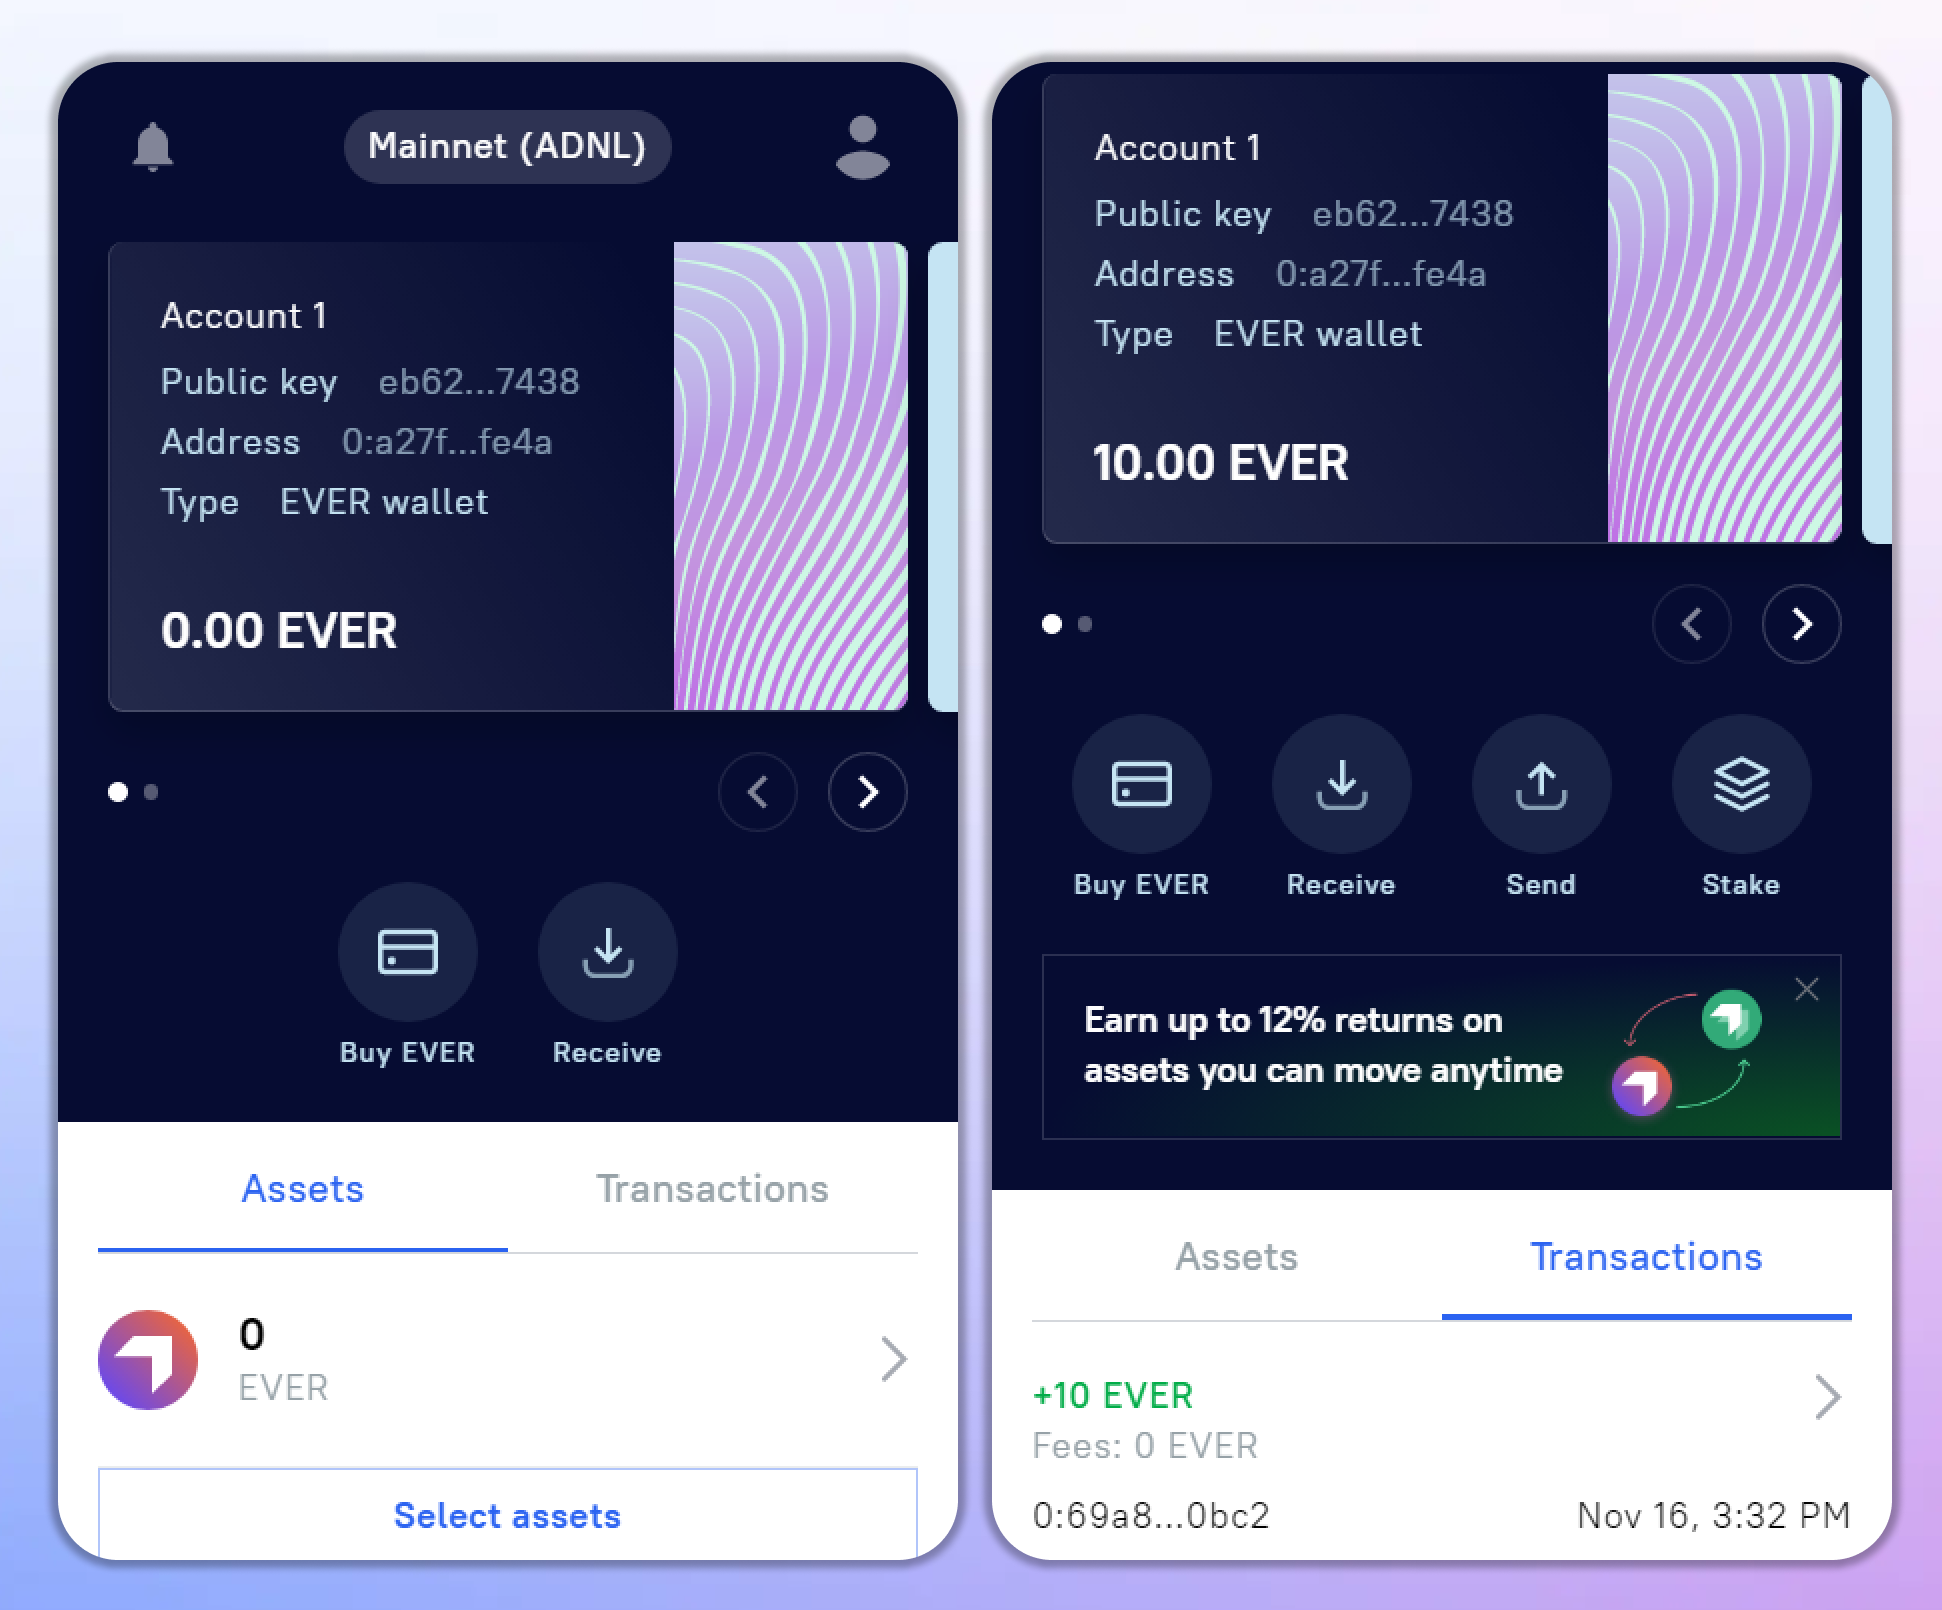 Mainnet (ADNL)
Account 1
Public key eb62...7438
Address 0:a27f...fe4a
Type EVER wallet
0.00 EVER
Buy EVER
Receive
Assets
Transactions
0
EVER
Select assets
Account 1
Public key eb62...7438
Address 0:a27f...fe4a
Type EVER wallet
10.00 EVER
Buy EVER
Receive
Send
Stake
Earn up to 12% returns on
assets you can move anytime
Assets
Transactions
+10 EVER
Fees: 0 EVER
0:69a8...0bc2
Nov 16, 3:32 PM